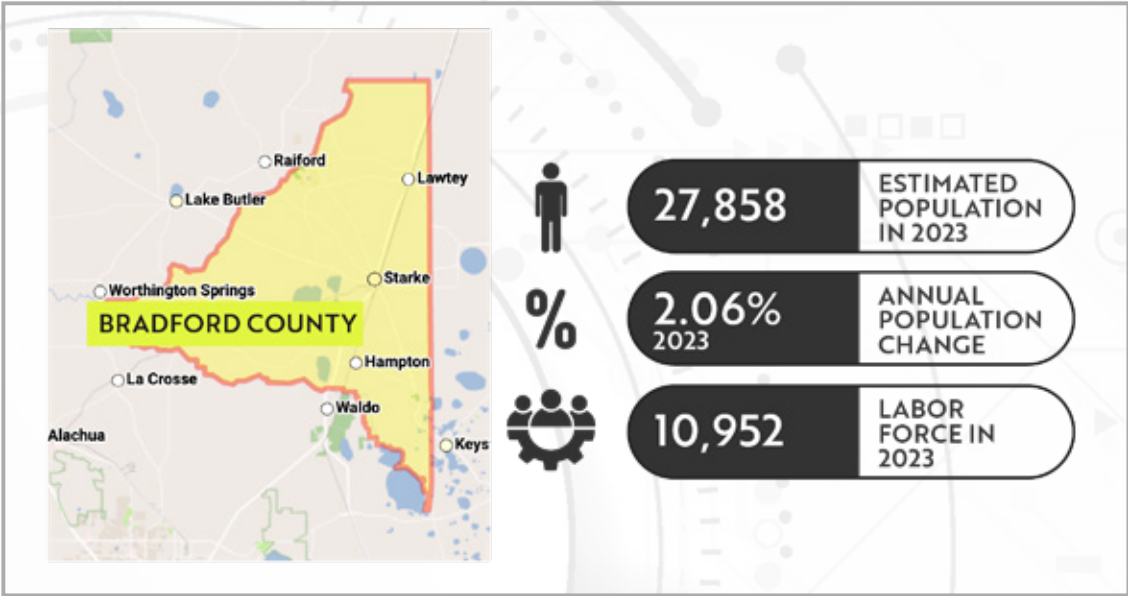 Raiford
Lawtey
Lake Butler
Starke
Worthington Springs
BRADFORD COUNTY
Hampton
La Crosse
Waldo
Alachua
Keys
27,858
ESTIMATED
POPULATION
IN 2023
%
2.06%
2023
ANNUAL
POPULATION
CHANGE
10,952
LABOR
FORCE IN
2023